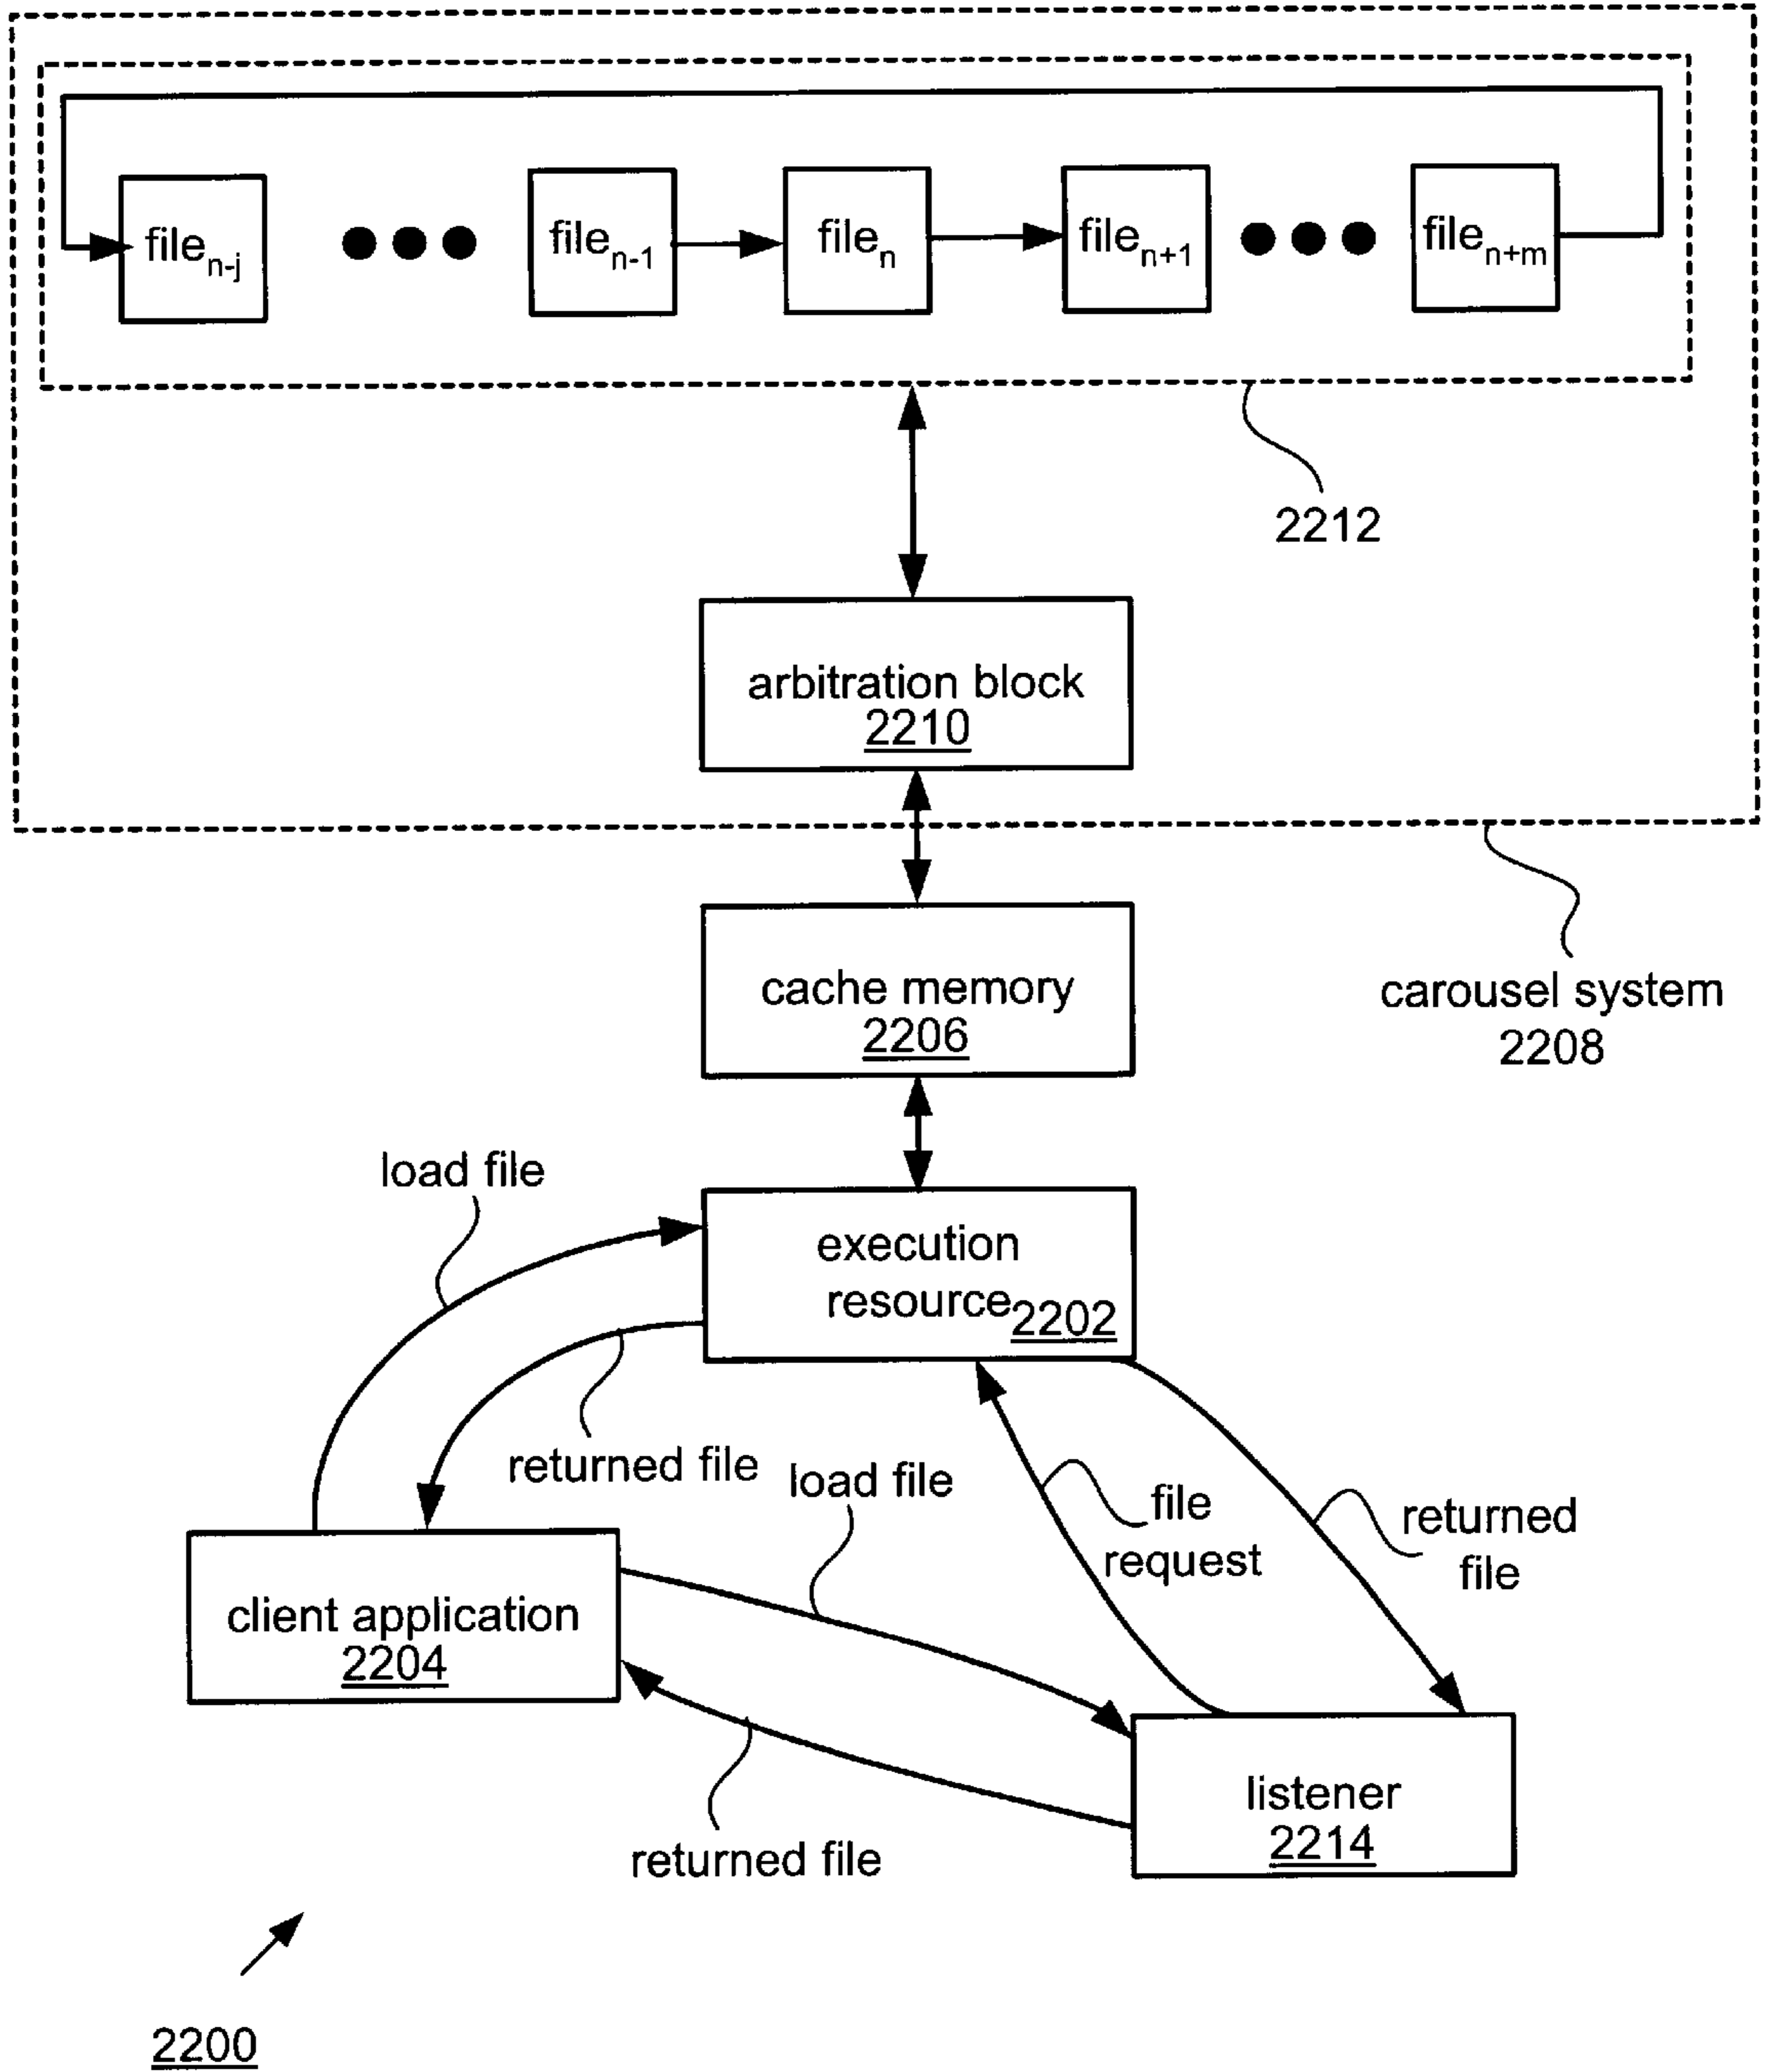 file n-j
file n-1
file n
file n+1
file n+m
2212
arbitration block
2210
cache memory
2206
carousel system
2208
load file
execution
resource 2202
returned file
load file
file
request
returned
file
client application
2204
listener
2214
returned file
2200